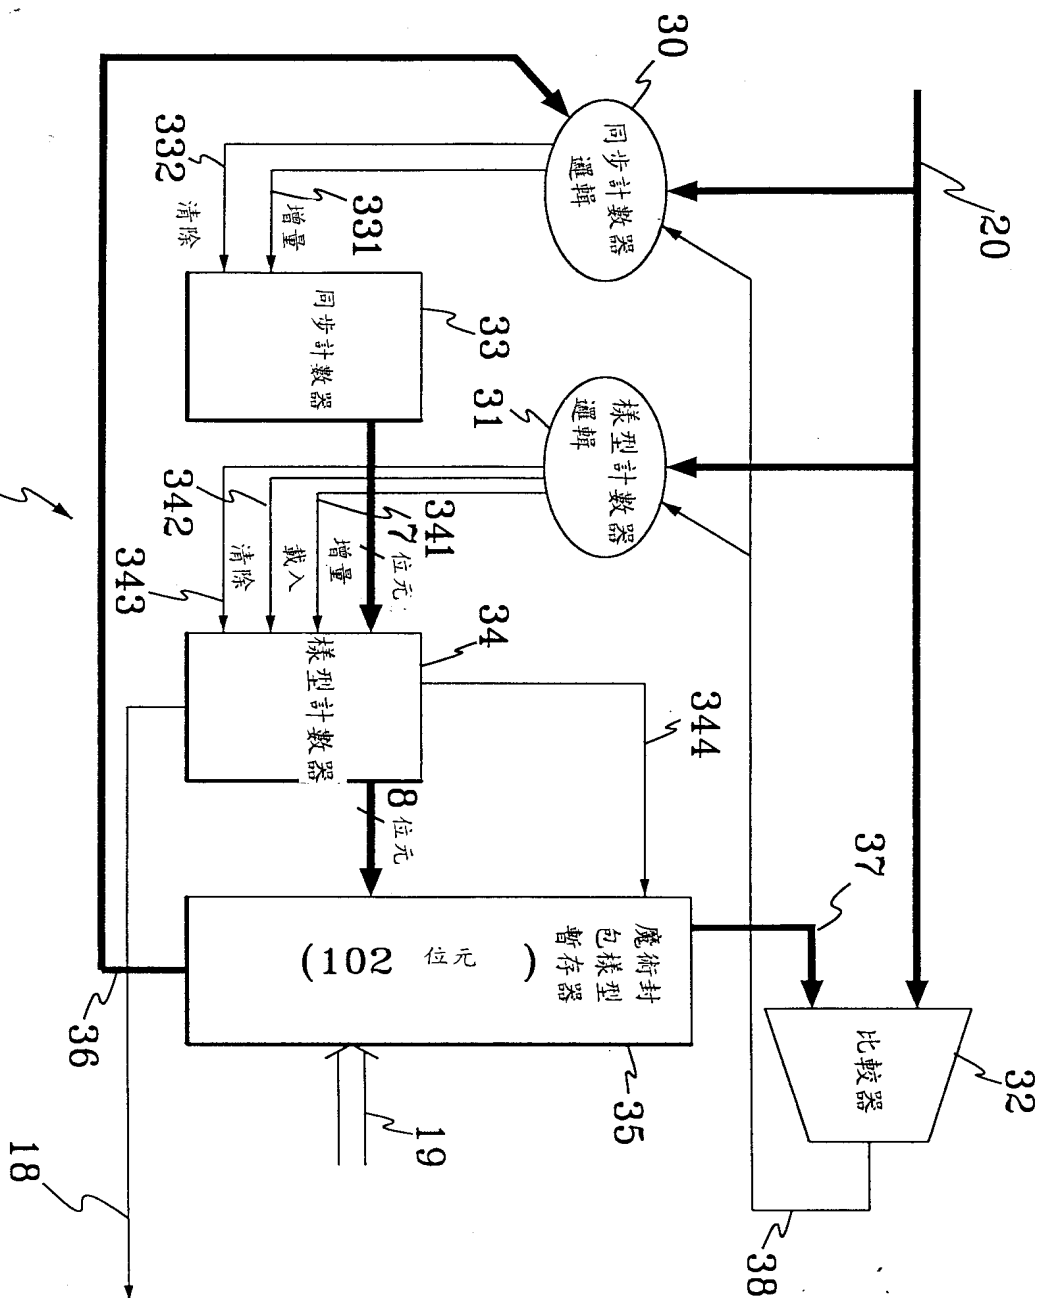 30
同步計數器
邏輯
20
332
清除
331
增量
同步計數器
33
31
樣型計數器
邏輯
341
7 位元
增量
342
載入
343
清除
34
樣型計數器
344
8 位元
37
魔術封
包樣型
暫存器
(102 位元 )
35
36
比較器
32
19
18
38